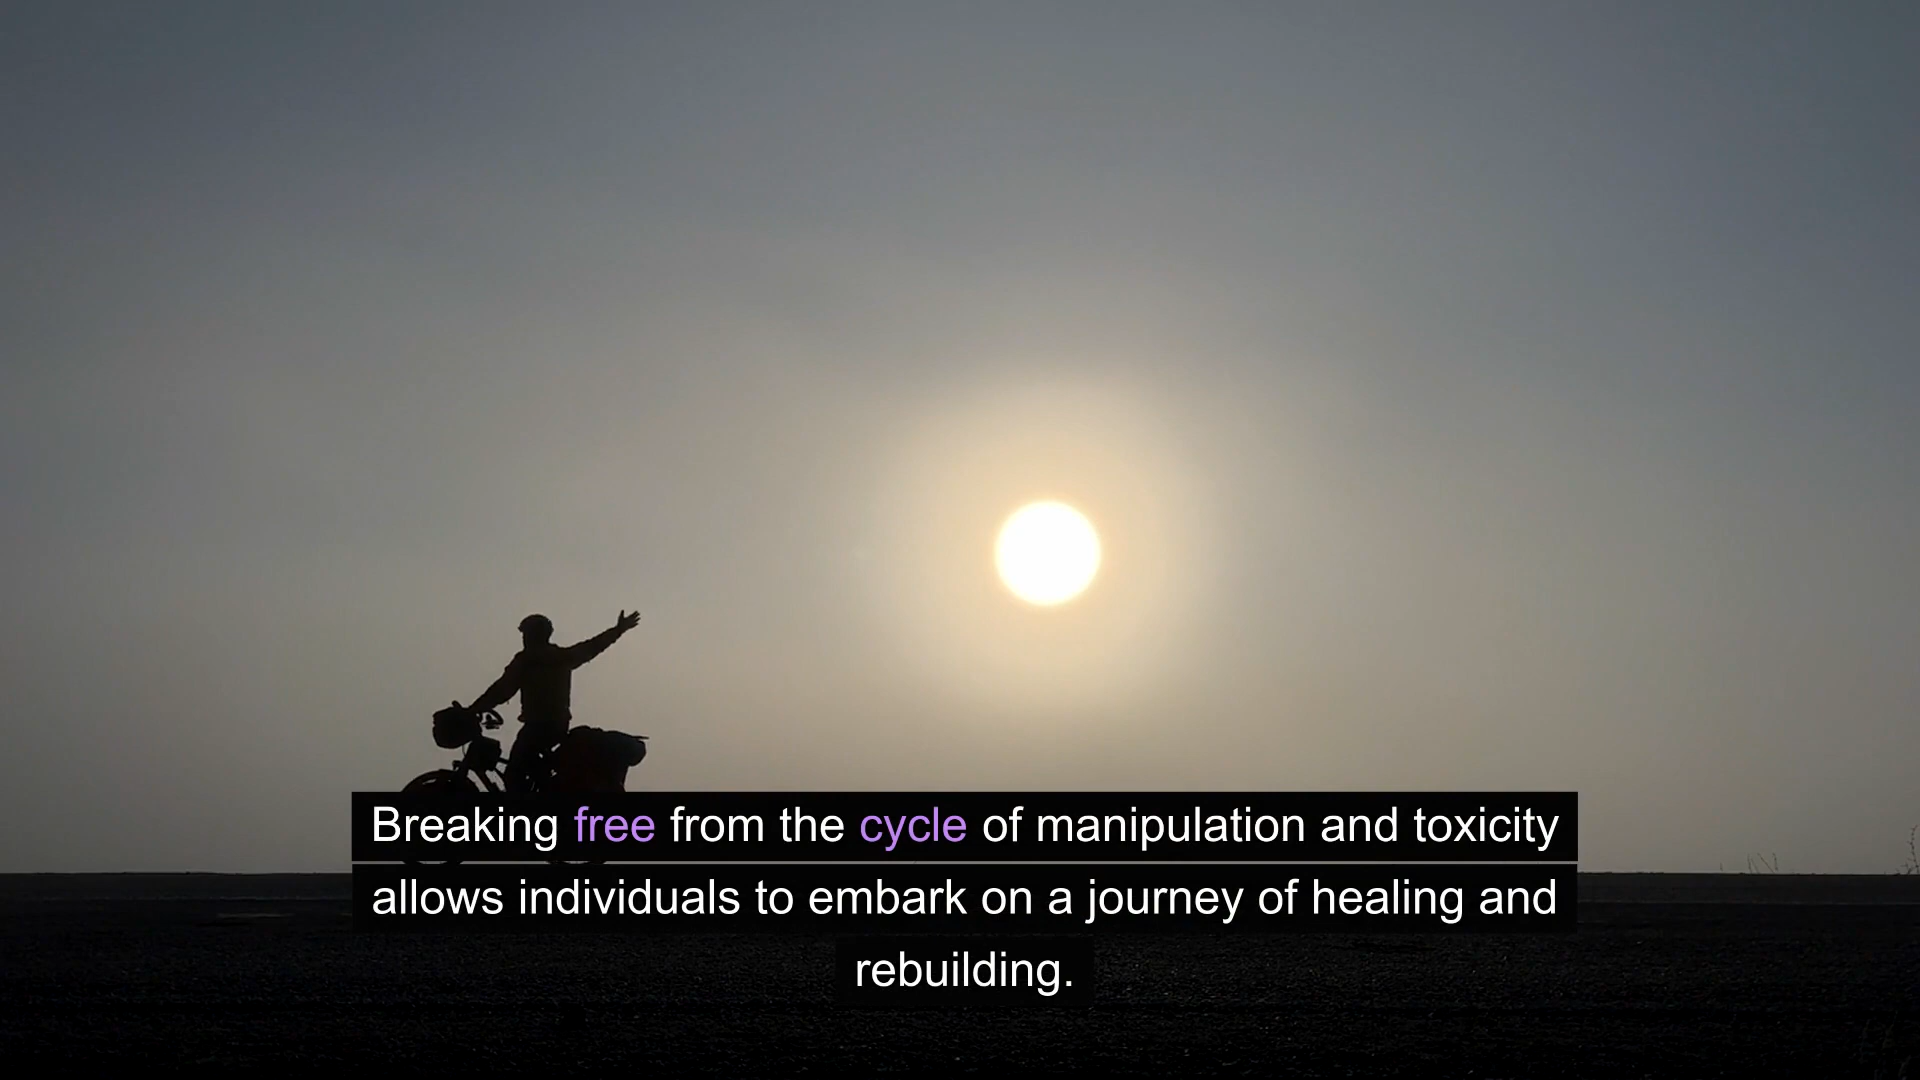 Breaking free from the cycle of manipulation and toxicity
allows individuals to embark on a journey of healing and
rebuilding.